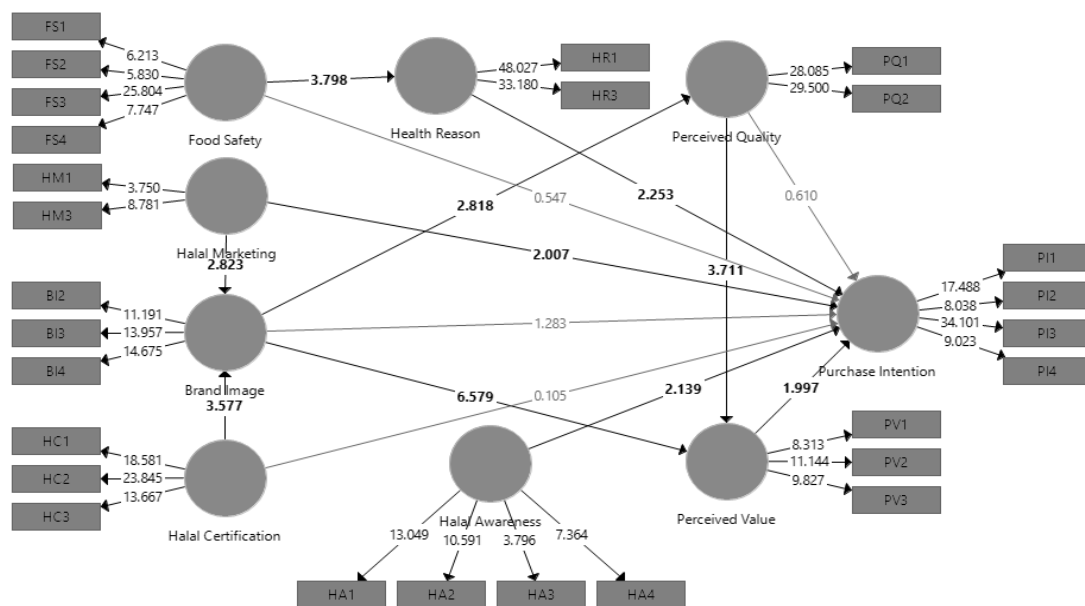 FS1
6.213
FS2
5.830
FS3
25.804
7.747
FS4
Food Safety
3.798
48.027
HR1
33.180
HR3
Health Reason
28.085
PQ1
29.500
PQ2
Perceived Quality
HM1
3.750
8.781
HM3
Halal Marketing
2.823
2.818
0.547
2.253
0.610
2.007
3.711
BI2
11.191
BI3
13.957
14.675
BI4
Brand Image
3.577
1.283
17.488
PI1
8.038
PI2
34.101
PI3
9.023
PI4
Purchase Intention
6.579
0.105
2.139
1.997
HC1
18.581
HC2
23.845
13.667
HC3
Halal Certification
Halal Awareness
13.049
10.591
3.796
7.364
8.313
PV1
11.144
PV2
9.827
PV3
Perceived Value
HA1
HA2
HA3
HA4